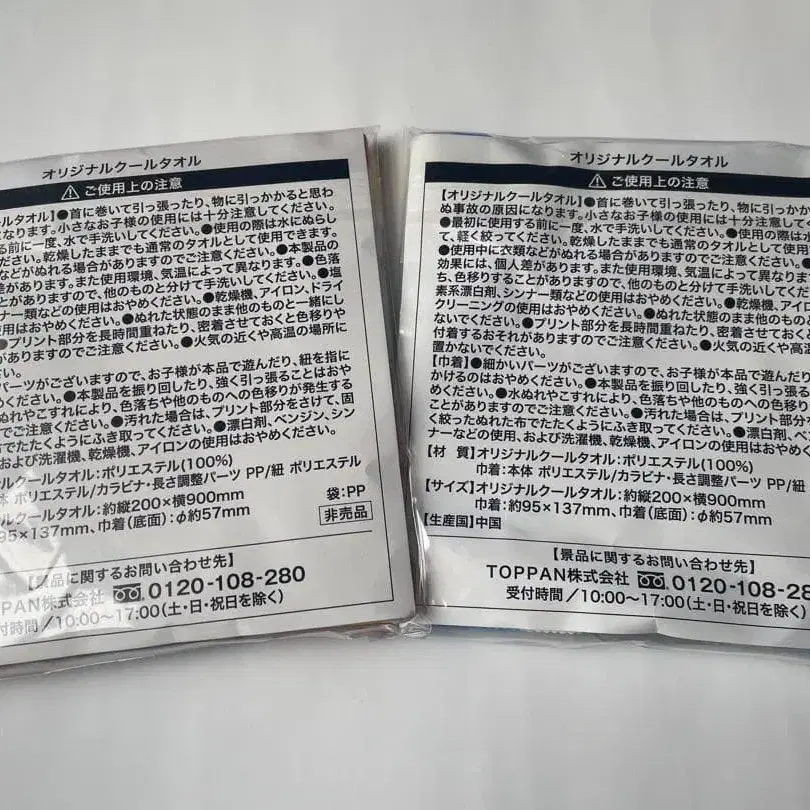 オリジナルクールタオル
⚠ ご使用上の注意
ールタオル】●首に巻いて引っ張ったり、物に引っかかると思わ
になります。小さなお子様の使用には十分注意してください。
る前に一度、水で手洗いしてください。●使用の際は水にぬらし
て
さい。乾燥したままでも通常のタオルとして使用できます。
などがぬれる場合がありますのでご注意ください。●本製品の
差があります。また使用環境、気温によって異なります。●色落
とがありますので、他のものと分けて手洗いしてください。●塩
シンナー類などの使用はおやめください。●乾燥機、アイロン、ドライ
使用はおやめください。●ぬれた状態のまま他のものと一緒にし
●プリント部分を長時間重ねたり、密着させておくと色移りや
がありますのでご注意ください。●火気の近くや高温の場所に
さい。
パーツがございますので、お子様が本品で遊んだり、紐を指に
めください。●本製品を振り回したり、強く引っ張ることはおや
ぬれやこすれにより、色落ちや他のものへの色移りが発生する
のでご注意ください。●汚れた場合は、プリント部分をさけて、固
でたたくようにふき取ってください。●漂白剤、ベンジン、シン
および洗濯機、乾燥機、アイロンの使用はおやめください。
ルクールタオル:ポリエステル(100%)
体 ポリエステル/カラビナ・長さ調整パーツ PP/紐 ポリエステル
ルクールタオル:約縦200×横900mm
95×137mm、巾着(底面):φ約57mm
袋:PP
非売品
【景品に関するお問い合わせ先】
PPAN株式会社 0120-108-280
付時間/10:00〜17:00(土・日・祝日を除く)
オリジナルクールタオル
⚠ ご使用上の注意
【オリジナルクールタオル】●首に巻いて引っ張ったり、物に引っかか
ぬ事故の原因になります。小さなお子様の使用には十分注意して
●最初に使用する前に一度、水で手洗いしてください。●使用の際は水
て、軽く絞ってください。乾燥したままでも通常のタオルとして使用
●使用中に衣類などがぬれる場合がありますのでご注意ください。
効果には、個人差があります。また使用環境、気温によって異なります
ち、色移りすることがありますので、他のものと分けて手洗いしてくだ
素系漂白剤、シンナー類などの使用はおやめください。●乾燥機、アイロ
クリーニングの使用はおやめください。●ぬれた状態のまま他のものと
ないでください。●プリント部分を長時間重ねたり、密着させておくと
付着するおそれがありますのでご注意ください。●火気の近くや高温
置かないでください。
【巾着】●細かいパーツがございますので、お子様が本品で遊んだり
かけるのはおやめください。●本製品を振り回したり、強く引っ張る
めください。●水ぬれやこすれにより、色落ちや他のものへの色移り
ことがありますのでご注意ください。●汚れた場合は、プリント部分
く絞ったぬれた布でたたくようにふき取ってください。●漂白剤、ベ
ナーなどの使用、および洗濯機、乾燥機、アイロンの使用はおやめく
【材 質】オリジナルクールタオル:ポリエステル(100%)
巾着:本体 ポリエステル/カラビナ・長さ調整パーツ PP/紐
【サイズ】オリジナルクールタオル:約縦200×横900mm
巾着:約95×137mm、巾着(底面):φ約57mm
【生産国】中国
【景品に関するお問い合わせ先】
TOPPAN株式会社 0120-108-28
受付時間/10:00〜17:00(土・日・祝日を除く)